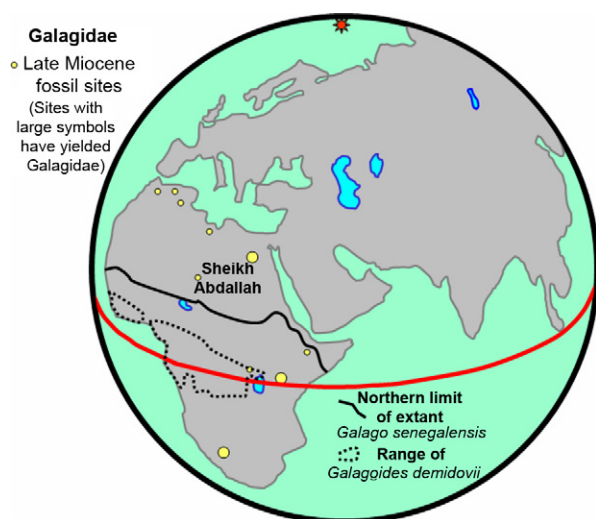 Galagidae
Late Miocene
fossil sites
(Sites with
large symbols
have yielded
Galagidae)
Sheikh
Abdallah
Northern limit
of extant
Galago senegalensis
Range of
Galagoides demidovii